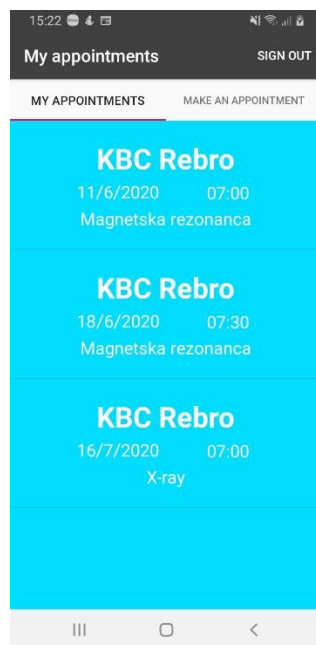 15:22
My appointments SIGN OUT
MY APPOINTMENTS MAKE AN APPOINTMENT
KBC Rebro
11/6/2020 07:00
Magnetska rezonanca
KBC Rebro
18/6/2020 07:30
Magnetska rezonanca
KBC Rebro
16/7/2020 07:00
X-ray